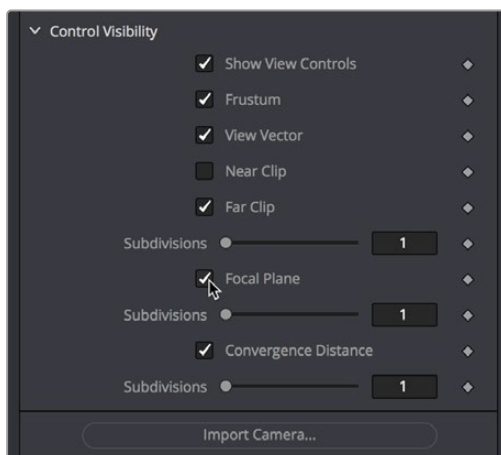 Control Visibility
Show View Controls
Frustum
View Vector
Near Clip
Far Clip
Subdivisions 1
Focal Plane
Subdivisions 1
Convergence Distance
Subdivisions 1
Import Camera...